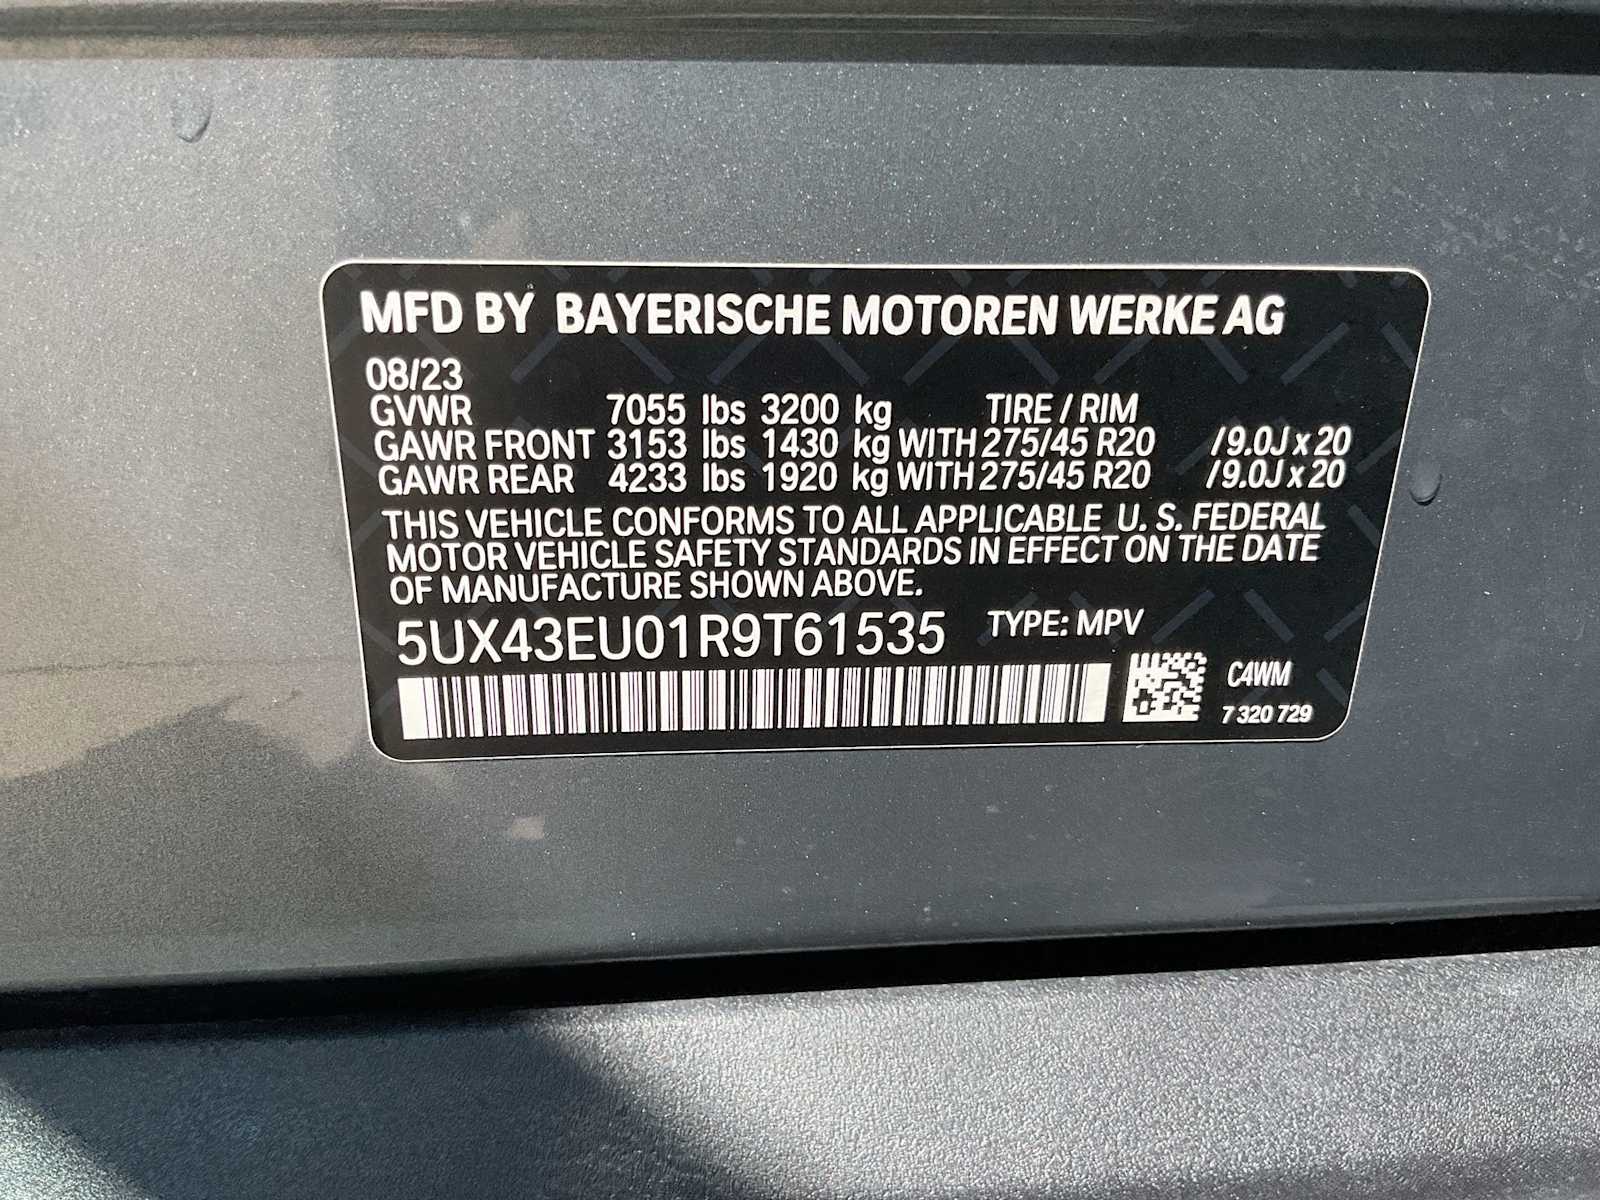 MFD BY BAYERISCHE MOTOREN WERKE AG
08/23
GVWR 7055 lbs 3200 kg TIRE / RIM
GAWR FRONT 3153 lbs 1430 kg WITH 275/45 R20 /9.0J x 20
GAWR REAR 4233 lbs 1920 kg WITH 275/45 R20 /9.0J x 20
THIS VEHICLE CONFORMS TO ALL APPLICABLE U. S. FEDERAL
MOTOR VEHICLE SAFETY STANDARDS IN EFFECT ON THE DATE
OF MANUFACTURE SHOWN ABOVE.
5UX43EU01R9T61535 TYPE: MPV
C4WM
7 320 729